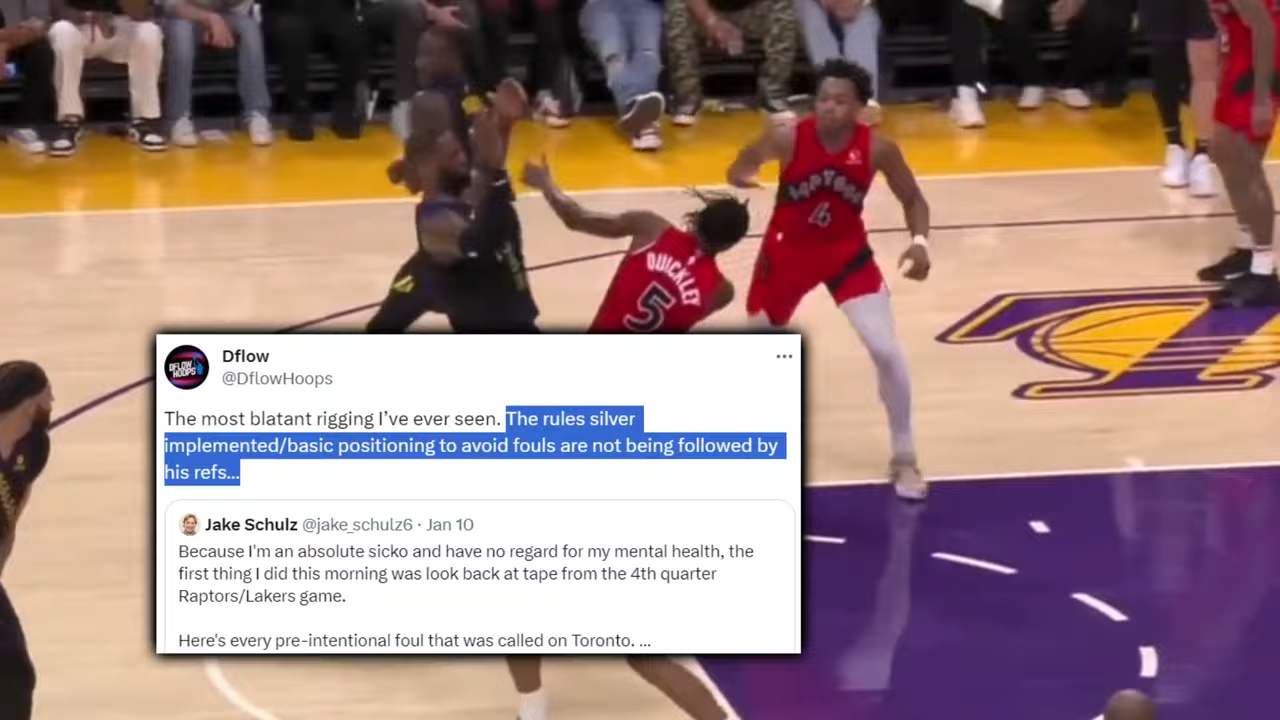 RAPTORS
4
QUICKLEY
5
DFLOW
HOOPS
Dflow
@DflowHoops
The most blatant rigging I’ve ever seen. The rules silver
implemented/basic positioning to avoid fouls are not being followed by
his refs...
Jake Schulz @jake_schulz6 · Jan 10
Because I'm an absolute sicko and have no regard for my mental health, the
first thing I did this morning was look back at tape from the 4th quarter
Raptors/Lakers game.
Here's every pre-intentional foul that was called on Toronto. ...